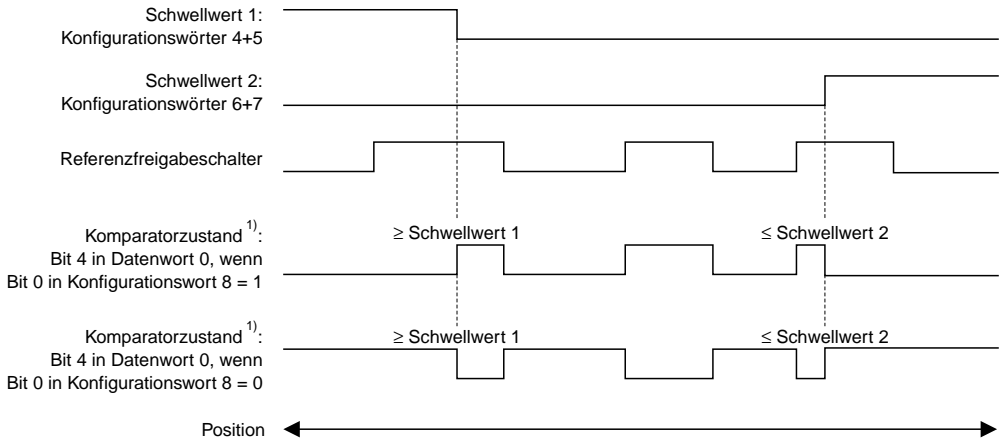 Schwellwert 1:
Konfigurationswörter 4+5
Schwellwert 2:
Konfigurationswörter 6+7
Referenzfreigabeschalter
Komparatorzustand 1):
Bit 4 in Datenwort 0, wenn
Bit 0 in Konfigurationswort 8 = 1
≥ Schwellwert 1
≤ Schwellwert 2
Komparatorzustand 1):
Bit 4 in Datenwort 0, wenn
Bit 0 in Konfigurationswort 8 = 0
≥ Schwellwert 1
≤ Schwellwert 2
Position